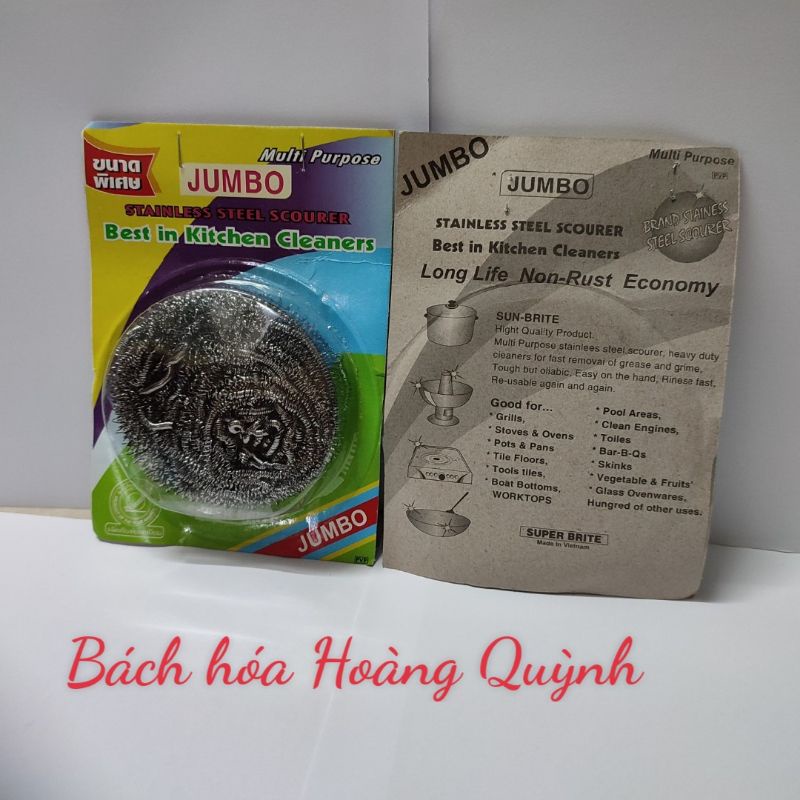 ขนาด
พิเศษ
Multi Purpose
JUMBO
STAINLESS STEEL SCOURER
Best in Kitchen Cleaners
JUMBO
PVP
JUMBO
Multi Purpose
PVP
JUMBO
BRAND STAINESS
STEEL SCOURER
STAINLESS STEEL SCOURER
Best in Kitchen Cleaners
Long Life Non-Rust Economy
SUN-BRITE
Hight Quality Product.
Multi Purpose stainlees steel scourer, heavy duty
cleaners for fast removal of grease and grime,
Tough but oliabic, Easy on the hand, Rinese fast,
Re-usable again and again.
Good for...
* Grills,
* Stoves & Ovens
* Pots & Pans
* Tile Floors,
* Tools tiles,
* Boat Bottoms,
WORKTOPS
* Pool Areas,
* Clean Engines,
* Toiles
* Bar-B-Qs
* Skinks
* Vegetable & Fruits'
* Glass Ovenwares,
Hungred of other uses.
SUPER BRITE
Made in Vietnam
Bách hóa Hoàng Quỳnh